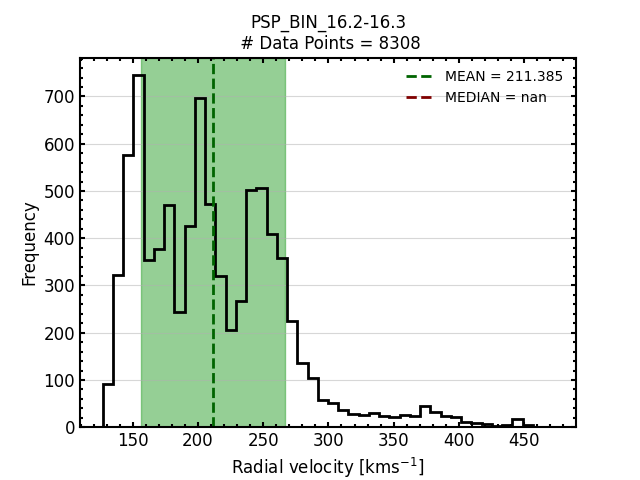 PSP_BIN_16.2-16.3
# Data Points = 8308
MEAN = 211.385
MEDIAN = nan
Frequency
700
600
500
400
300
200
100
0
150 200 250 300 350 400 450
Radial velocity [kms⁻¹]